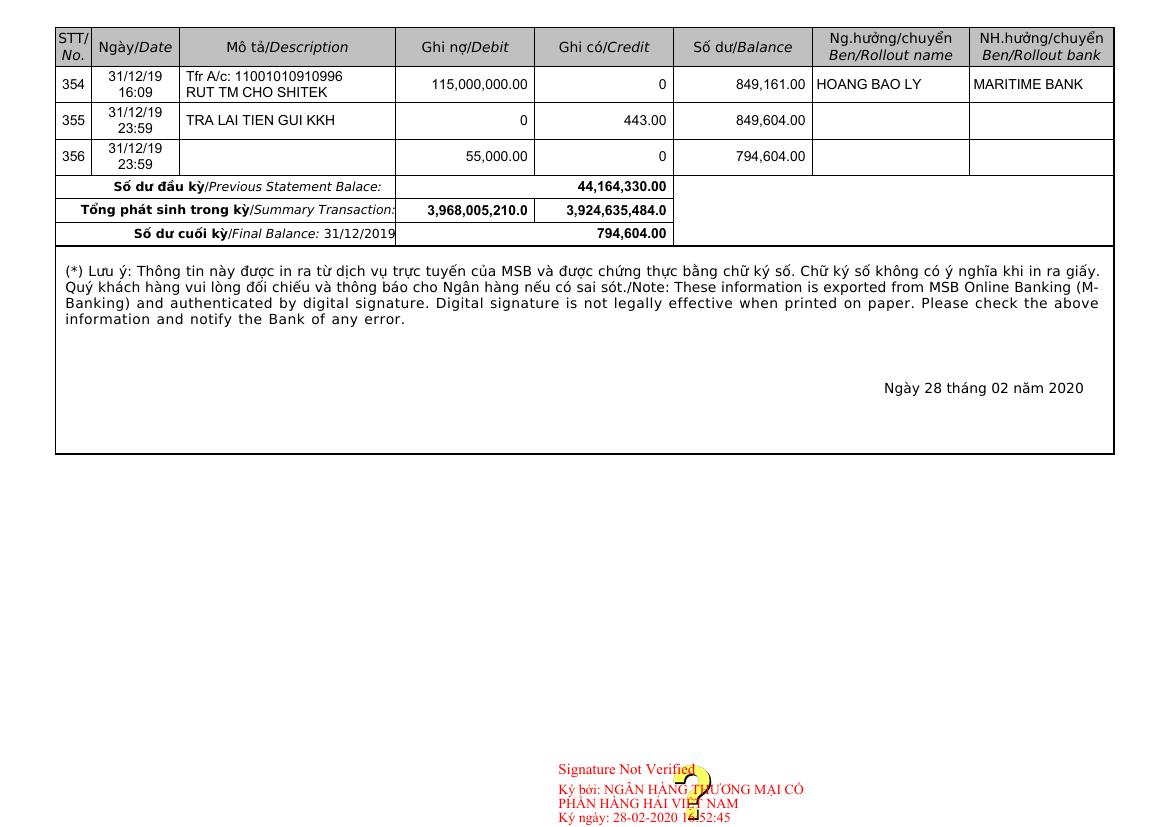 STT/ Ngày/Date Mô tả/Description Ghi nợ/Debit Ghi có/Credit Số dư/Balance Ng.hưởng/chuyển NH.hưởng/chuyển
No. Ben/Rollout name Ben/Rollout bank
354 31/12/19 Tfr A/c: 11001010910996 115,000,000.00 0 849,161.00 HOANG BAO LY MARITIME BANK
16:09 RUT TM CHO SHITEK
355 31/12/19 TRA LAI TIEN GUI KKH 0 443.00 849,604.00
23:59
356 31/12/19 55,000.00 0 794,604.00
23:59
Số dư đầu kỳ/Previous Statement Balace: 44,164,330.00
Tổng phát sinh trong kỳ/Summary Transaction: 3,968,005,210.0 3,924,635,484.0
Số dư cuối kỳ/Final Balance: 31/12/2019 794,604.00
(*) Lưu ý: Thông tin này được in ra từ dịch vụ trực tuyến của MSB và được chứng thực bằng chữ ký số. Chữ ký số không có ý nghĩa khi in ra giấy.
Quý khách hàng vui lòng đối chiếu và thông báo cho Ngân hàng nếu có sai sót./Note: These information is exported from MSB Online Banking (M-
Banking) and authenticated by digital signature. Digital signature is not legally effective when printed on paper. Please check the above
information and notify the Bank of any error.
Ngày 28 tháng 02 năm 2020
Signature Not Verified
Ký bởi: NGÂN HÀNG THƯƠNG MẠI CỔ
PHẦN HÀNG HẢI VIỆT NAM
Ký ngày: 28-02-2020 16:52:45